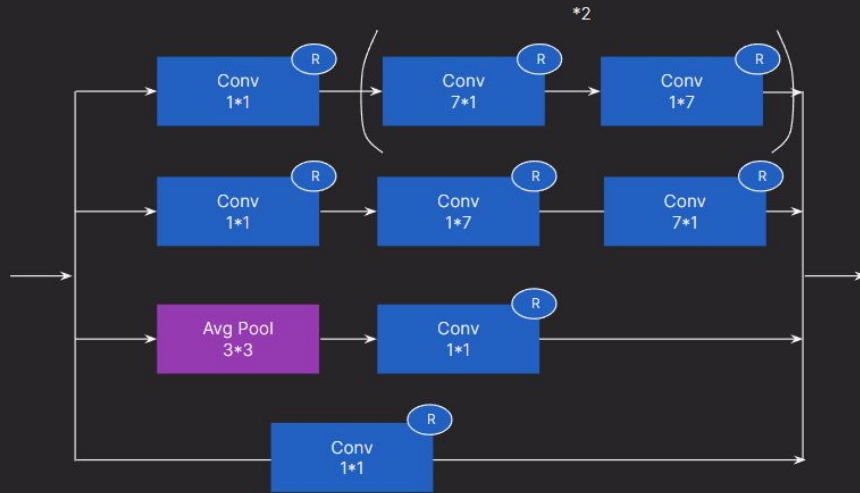 *2
R
R
R
Conv
1*1
Conv
7*1
Conv
1*7
R
R
R
Conv
1*1
Conv
1*7
Conv
7*1
R
Avg Pool
3*3
Conv
1*1
R
Conv
1*1